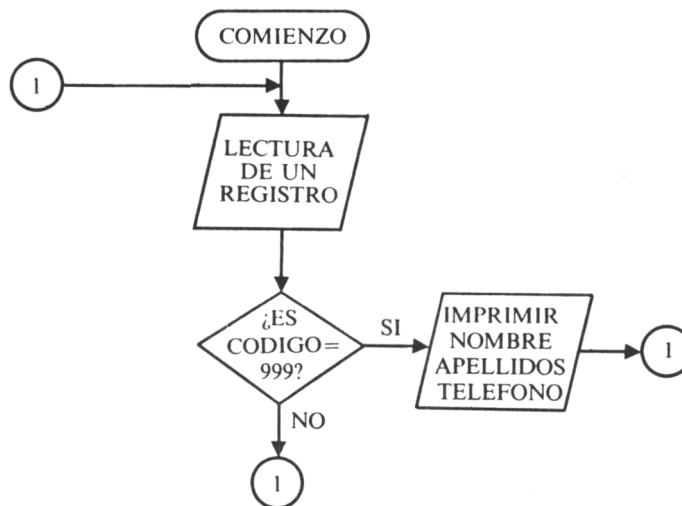 COMIENZO
1
LECTURA
DE UN
REGISTRO
¿ES
CODIGO=
999?
SI
IMPRIMIR
NOMBRE
APELLIDOS
TELEFONO
1
NO
1